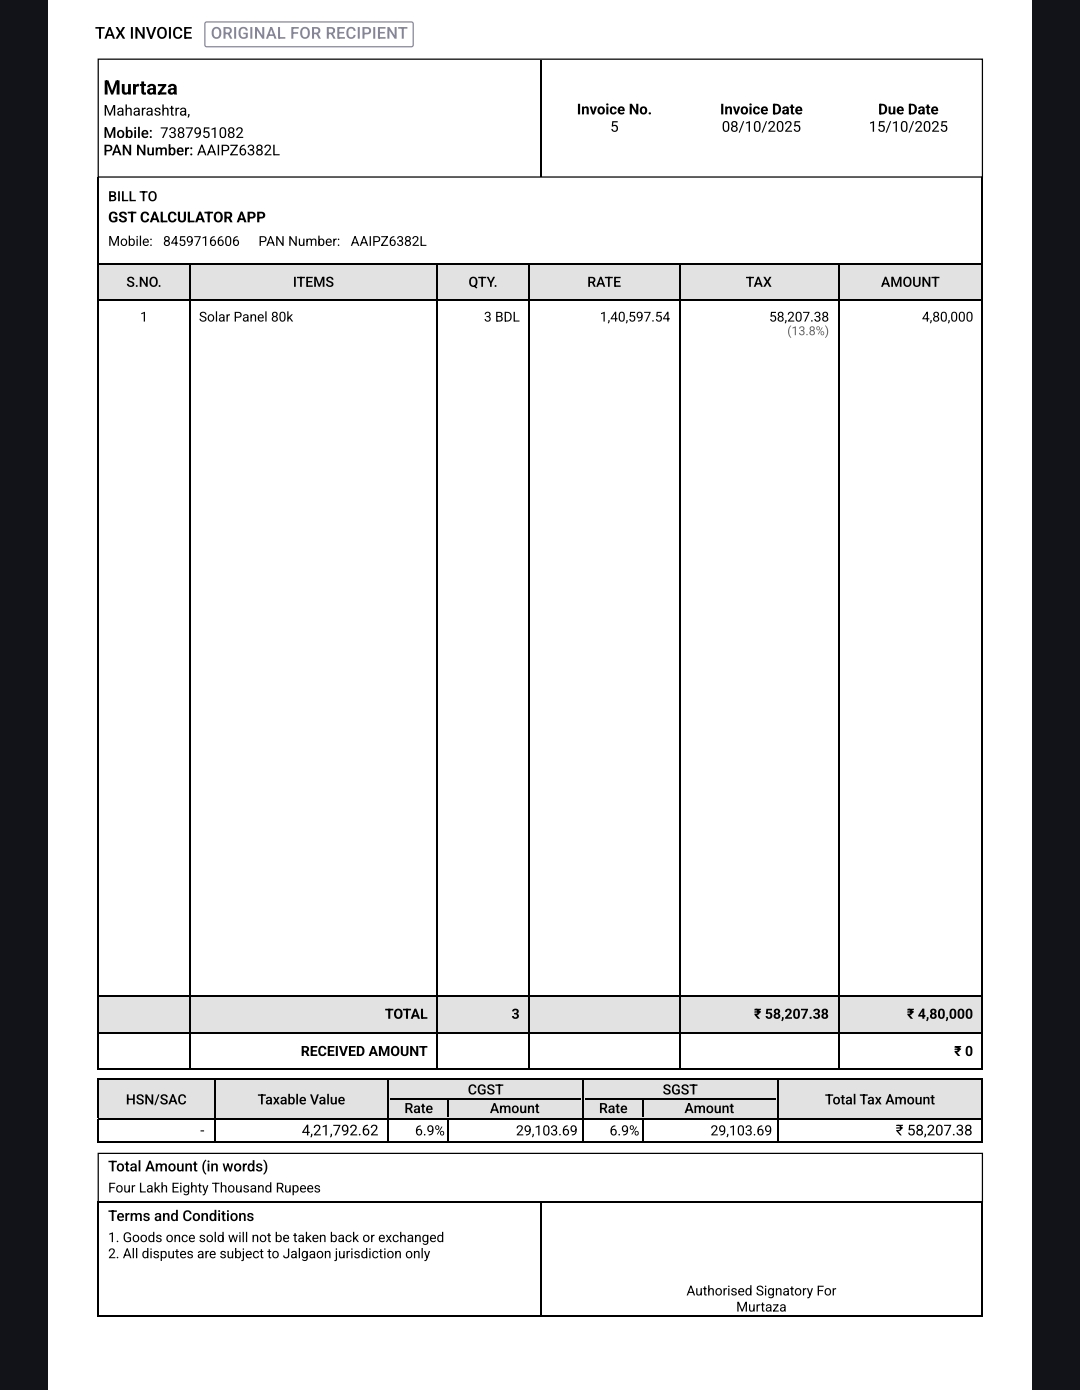 TAX INVOICE ORIGINAL FOR RECIPIENT
Murtaza
Maharashtra,
Mobile: 7387951082
PAN Number: AAIPZ6382L
Invoice No. Invoice Date Due Date
5 08/10/2025 15/10/2025
BILL TO
GST CALCULATOR APP
Mobile: 8459716606 PAN Number: AAIPZ6382L
S.NO. ITEMS QTY. RATE TAX AMOUNT
1 Solar Panel 80k 3 BDL 1,40,597.54 58,207.38 4,80,000
(13.8%)
TOTAL 3 ₹ 58,207.38 ₹ 4,80,000
RECEIVED AMOUNT ₹ 0
HSN/SAC Taxable Value CGST SGST Total Tax Amount
Rate Amount Rate Amount
- 4,21,792.62 6.9% 29,103.69 6.9% 29,103.69 ₹ 58,207.38
Total Amount (in words)
Four Lakh Eighty Thousand Rupees
Terms and Conditions
1. Goods once sold will not be taken back or exchanged
2. All disputes are subject to Jalgaon jurisdiction only
Authorised Signatory For
Murtaza